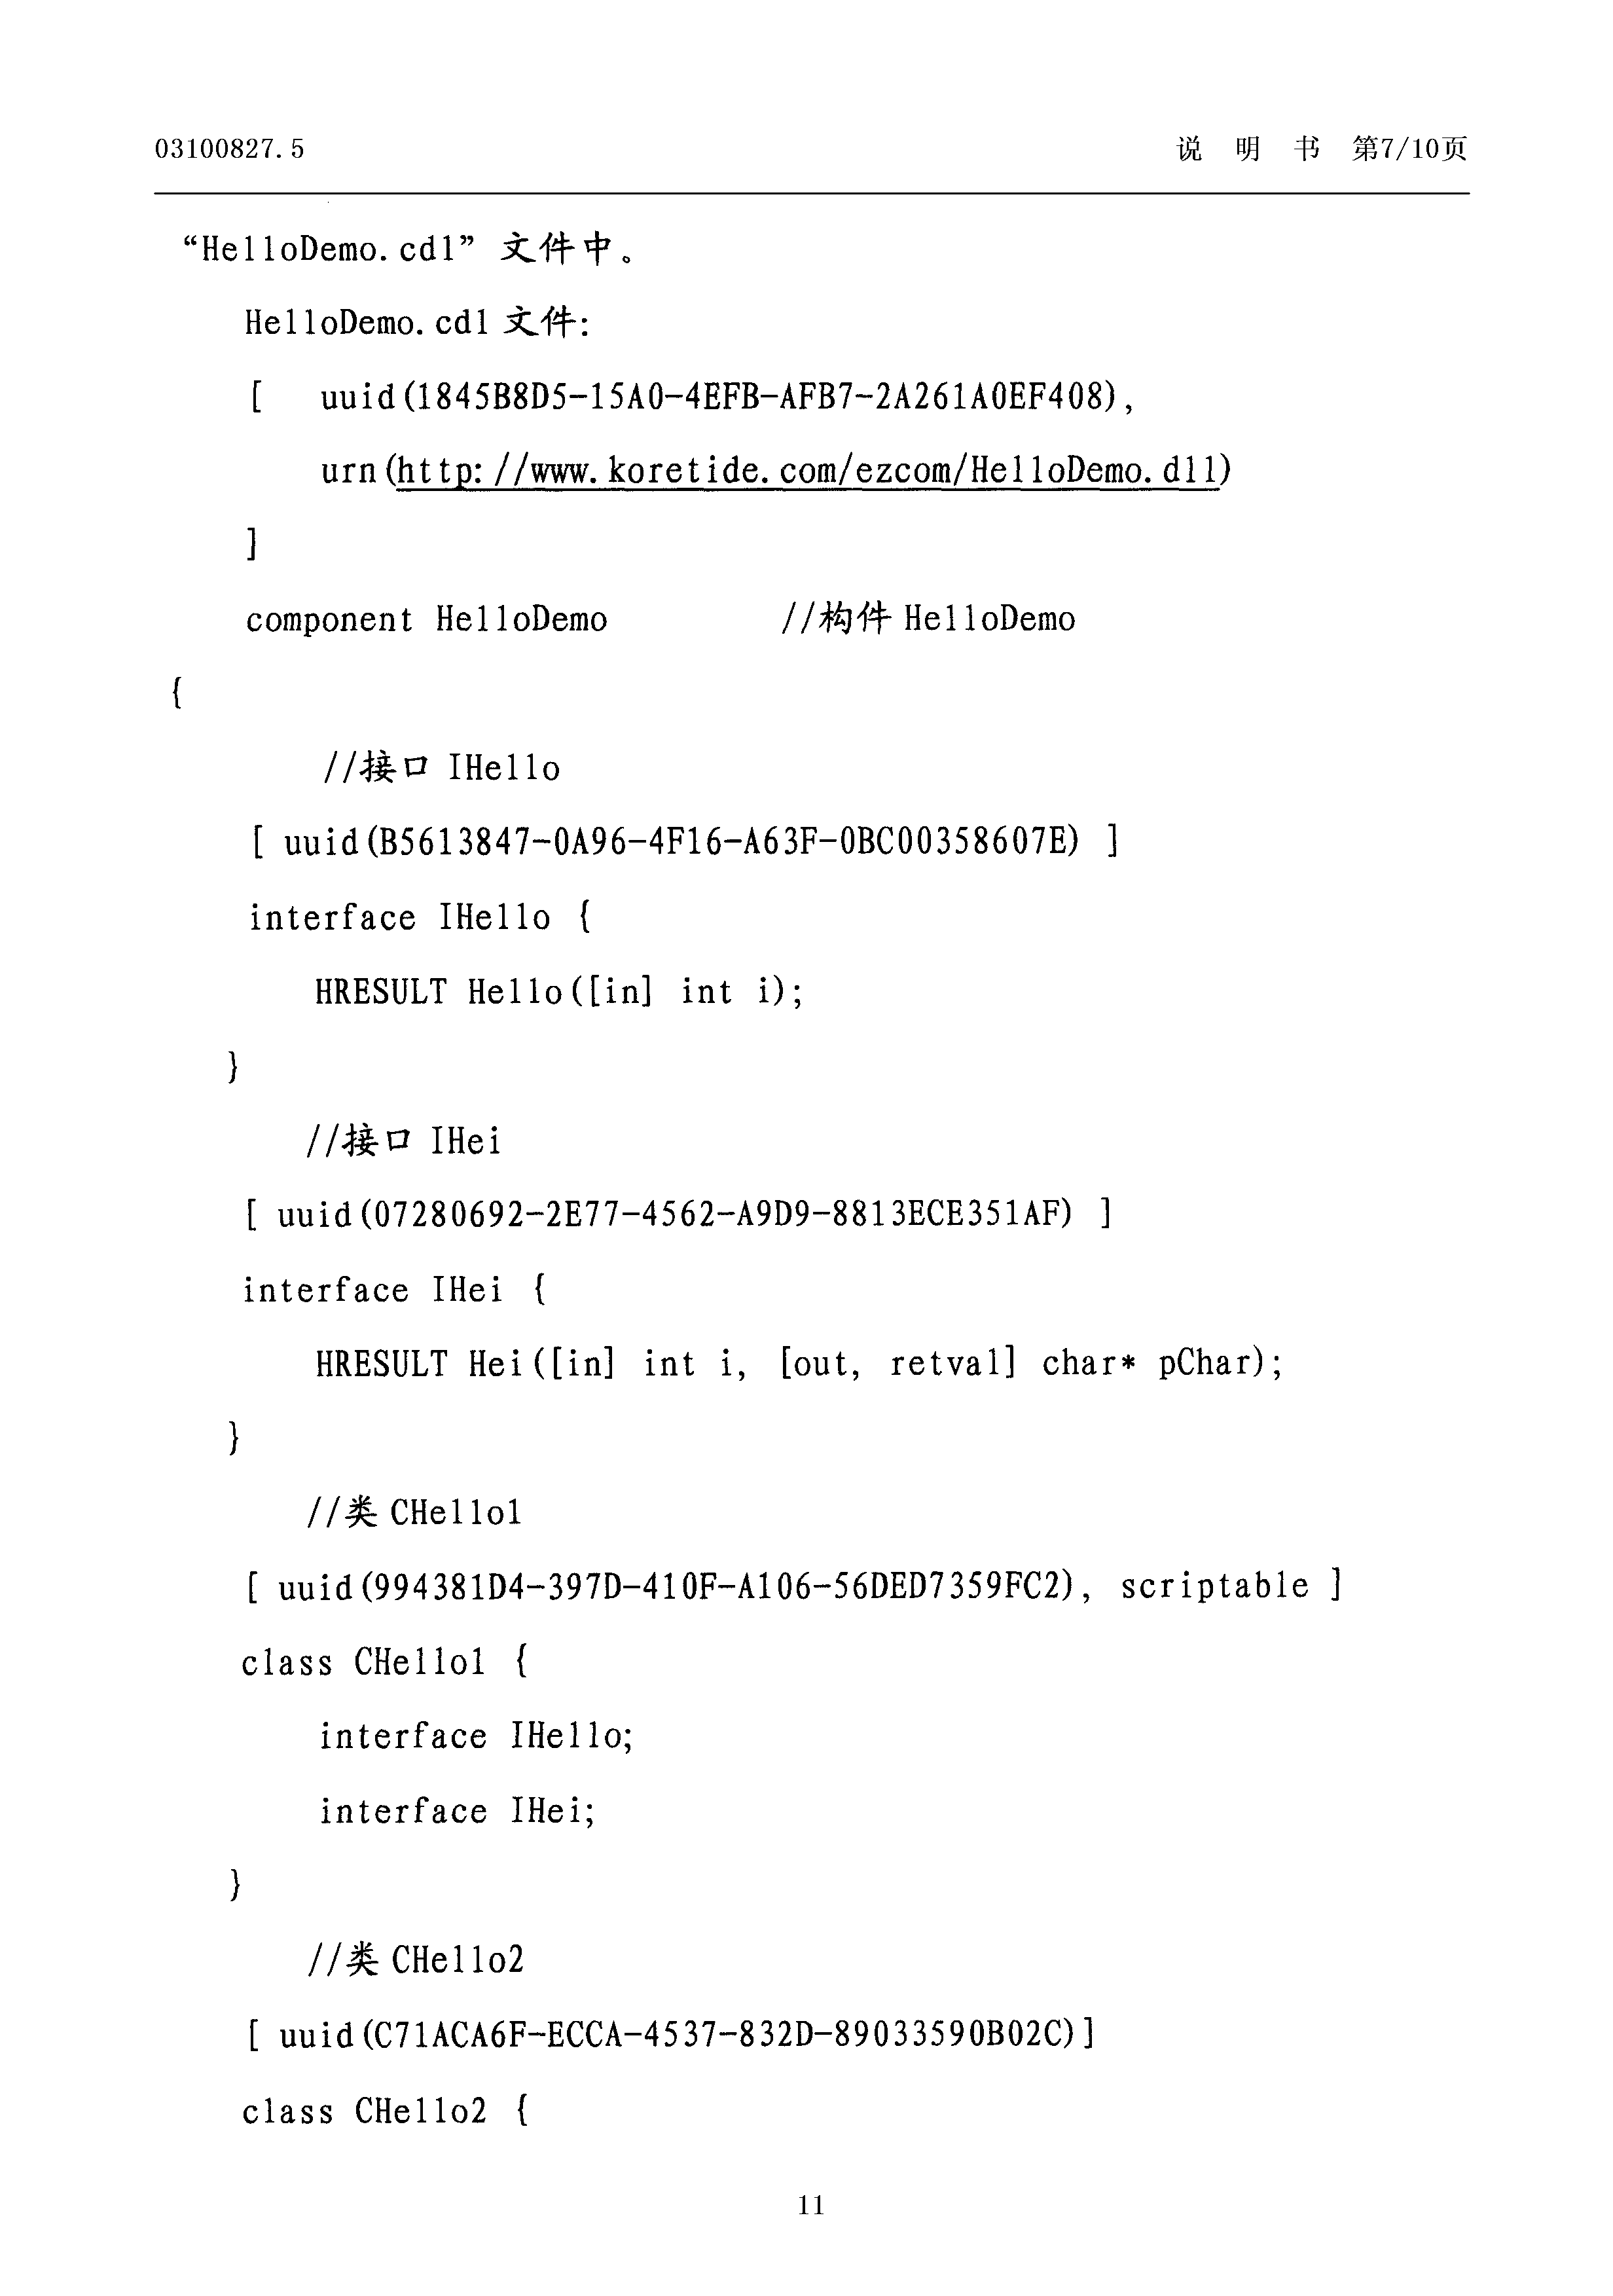 03100827.5 说 明 书 第7/10页
“HelloDemo.cdl” 文件中。
HelloDemo.cdl 文件:
[ uuid(1845B8D5-15A0-4EFB-AFB7-2A261A0EF408),
urn(http://www.koretide.com/ezcom/HelloDemo.dll)
]
component HelloDemo //构件 HelloDemo
{
//接口 IHello
[ uuid(B5613847-0A96-4F16-A63F-0BC00358607E) ]
interface IHello {
HRESULT Hello([in] int i);
}
//接口 IHei
[ uuid(07280692-2E77-4562-A9D9-8813ECE351AF) ]
interface IHei {
HRESULT Hei([in] int i, [out, retval] char* pChar);
}
//类 CHello1
[ uuid(994381D4-397D-410F-A106-56DED7359FC2), scriptable ]
class CHello1 {
interface IHello;
interface IHei;
}
//类 CHello2
[ uuid(C71ACA6F-ECCA-4537-832D-89033590B02C)]
class CHello2 {
11